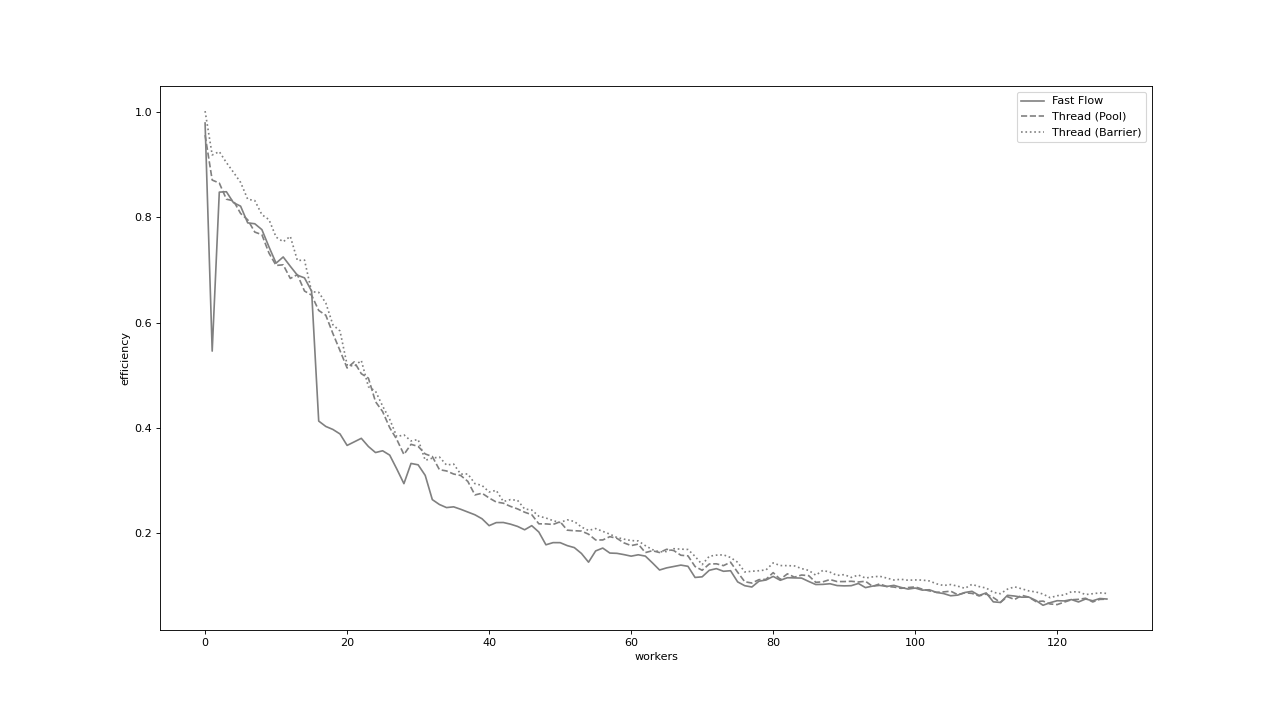 Fast Flow
Thread (Pool)
Thread (Barrier)
1.0
0.8
0.6
0.4
0.2
efficiency
0 20 40 60 80 100 120
workers